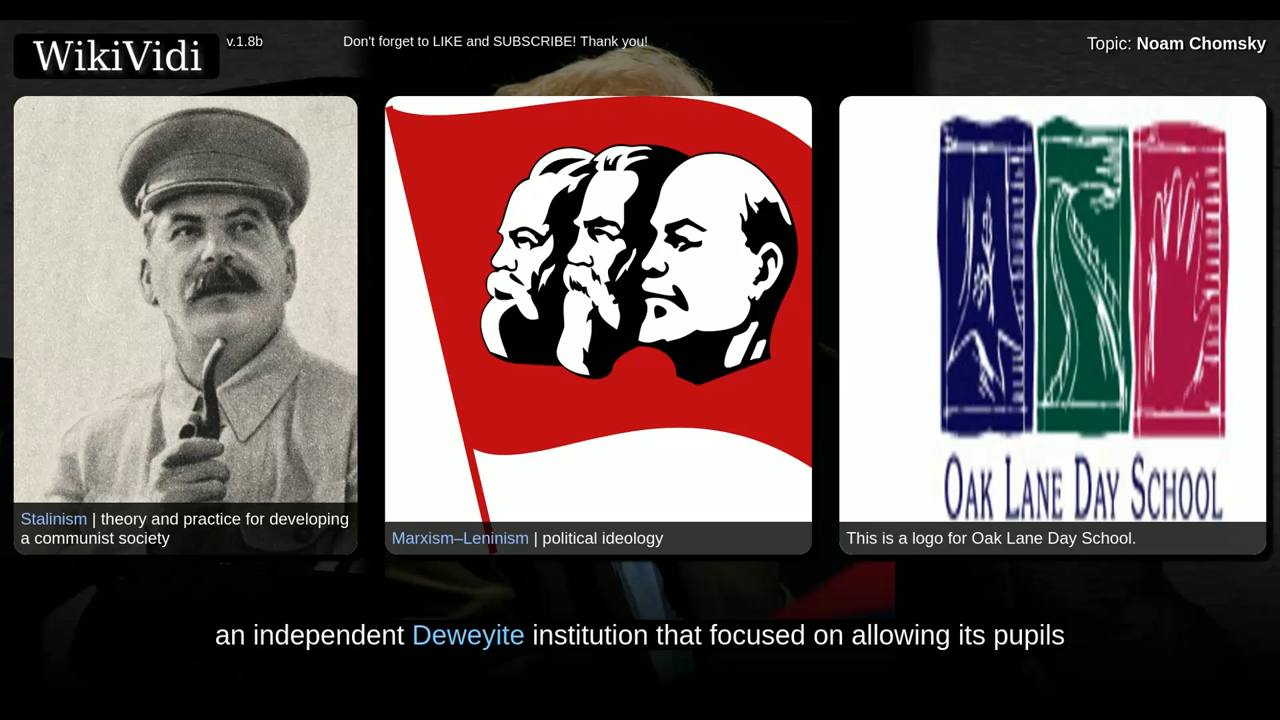 WikiVidi
v.1.8b
Don't forget to LIKE and SUBSCRIBE! Thank you!
Topic: Noam Chomsky
Stalinism | theory and practice for developing
a communist society
Marxism–Leninism | political ideology
OAK LANE DAY SCHOOL
This is a logo for Oak Lane Day School.
an independent Deweyite institution that focused on allowing its pupils